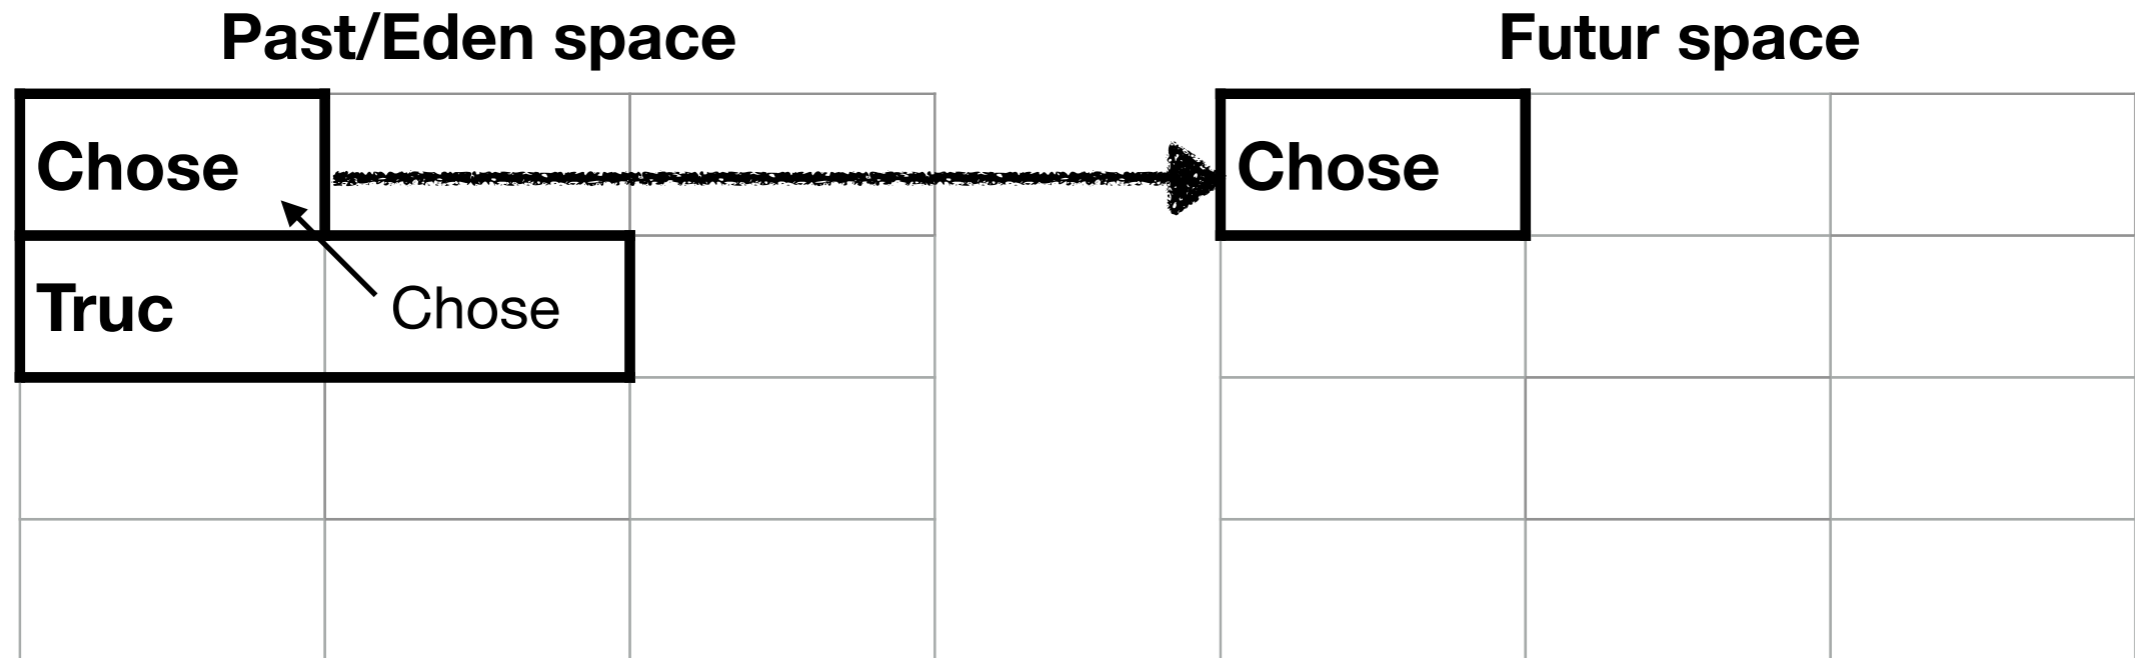 Past/Eden space
Futur space
Chose
Chose
Truc
Chose